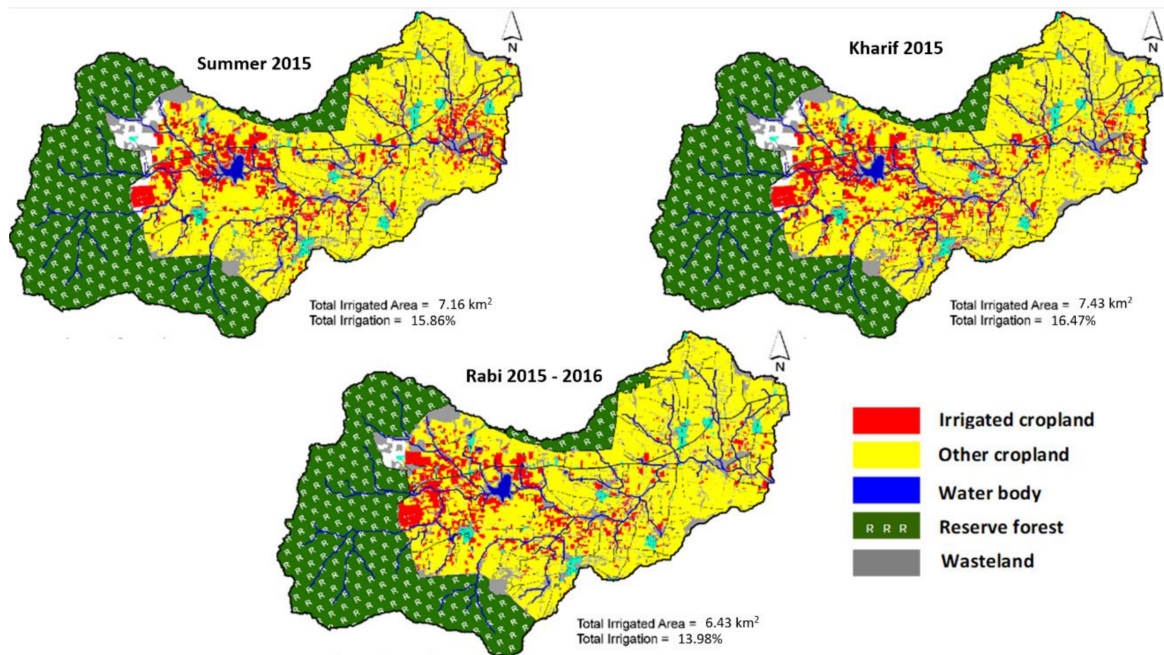 Summer 2015
N
Total Irrigated Area = 7.16 km²
Total Irrigation = 15.86%
Kharif 2015
N
Total Irrigated Area = 7.43 km²
Total Irrigation = 16.47%
Rabi 2015 - 2016
N
Total Irrigated Area = 6.43 km²
Total Irrigation = 13.98%
Irrigated cropland
Other cropland
Water body
R R R Reserve forest
Wasteland